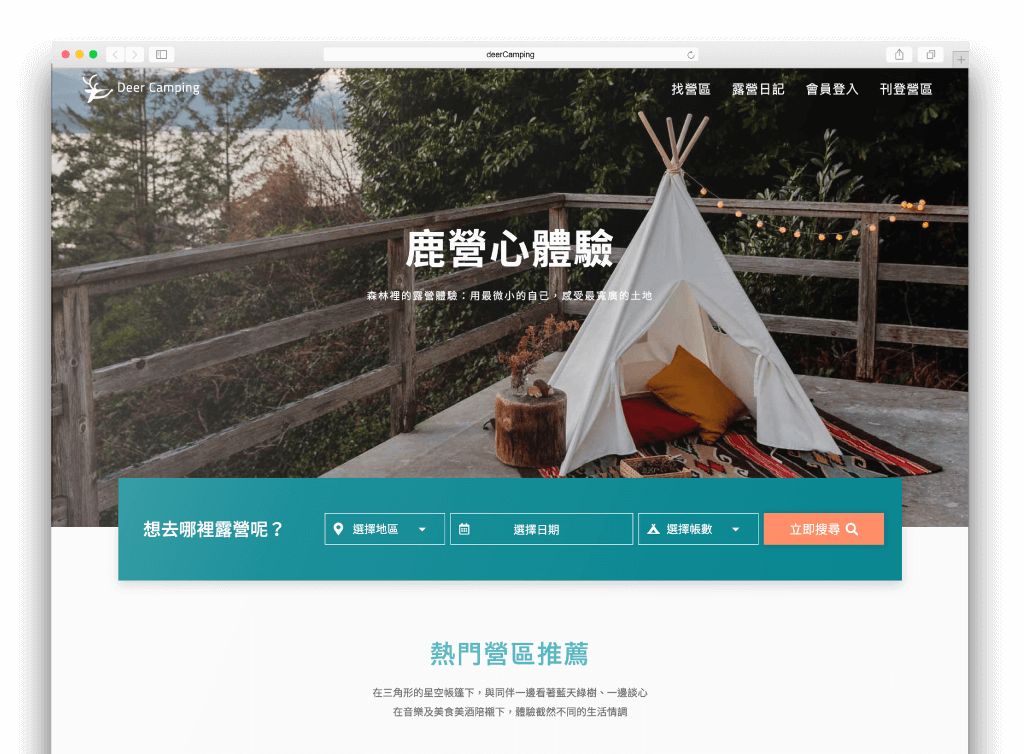 deerCamping
Deer Camping
找營區 露營日記 會員登入 刊登營區
鹿營心體驗
森林裡的露營體驗：用最微小的自己，感受最寬廣的土地
想去哪裡露營呢？ 選擇地區 選擇日期 選擇帳數 立即搜尋
熱門營區推薦
在三角形的星空帳篷下，與同伴一邊看著藍天綠樹、一邊談心
在音樂及美食美酒陪襯下，體驗截然不同的生活情調